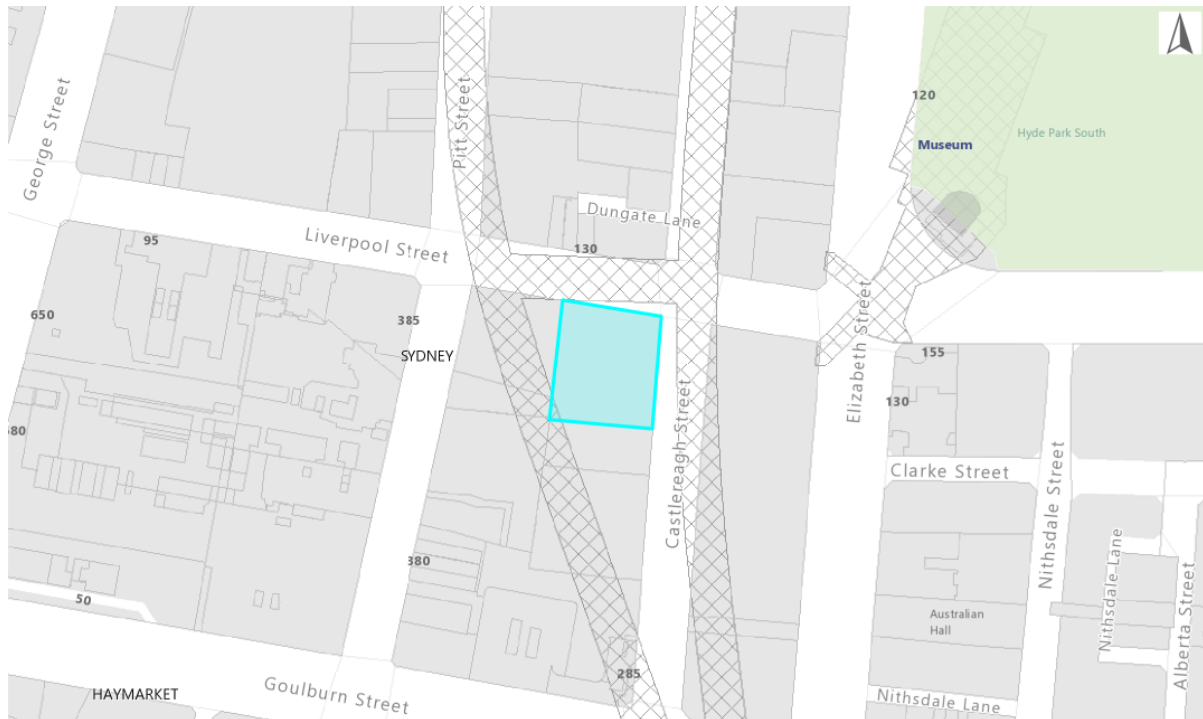 120
Hyde Park South
Museum
George Street
Pitt Street
Dungate Lane
Liverpool Street
95
130
650
385
SYDNEY
Elizabeth Street
155
130
Castlereagh Street
Clarke Street
Nithsdale Street
Nithsdale Lane
Alberta Street
380
50
Australian
Hall
285
HAYMARKET
Goulburn Street
Nithsdale Lane